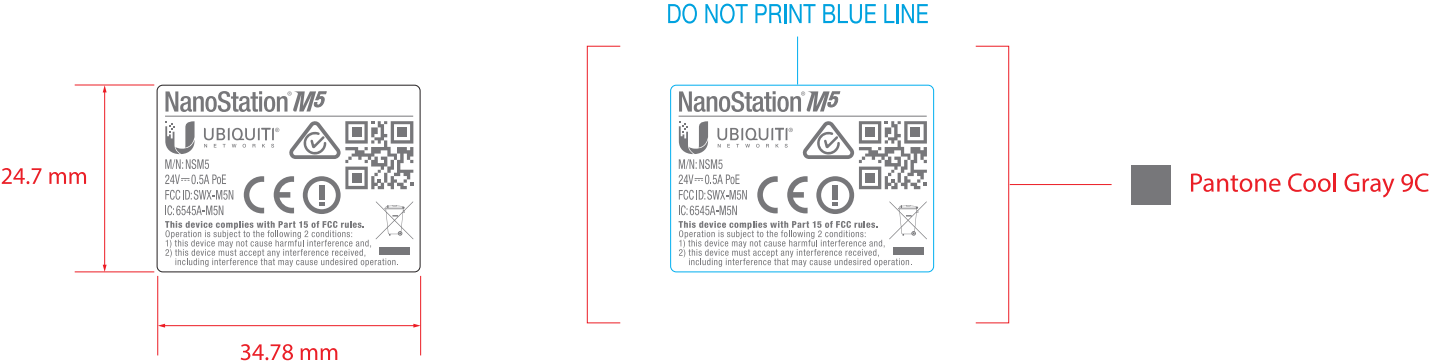 DO NOT PRINT BLUE LINE
NanoStation® M5
UBIQUITI®
NETWORKS
M/N: NSM5
24V⎓0.5A PoE
FCC ID: SWX-M5N
IC: 6545A-M5N
CE
This device complies with Part 15 of FCC rules.
Operation is subject to the following 2 conditions:
1) this device may not cause harmful interference and,
2) this device must accept any interference received,
including interference that may cause undesired operation.
24.7 mm
34.78 mm
NanoStation® M5
UBIQUITI®
NETWORKS
M/N: NSM5
24V⎓0.5A PoE
FCC ID: SWX-M5N
IC: 6545A-M5N
CE
This device complies with Part 15 of FCC rules.
Operation is subject to the following 2 conditions:
1) this device may not cause harmful interference and,
2) this device must accept any interference received,
including interference that may cause undesired operation.
Pantone Cool Gray 9C